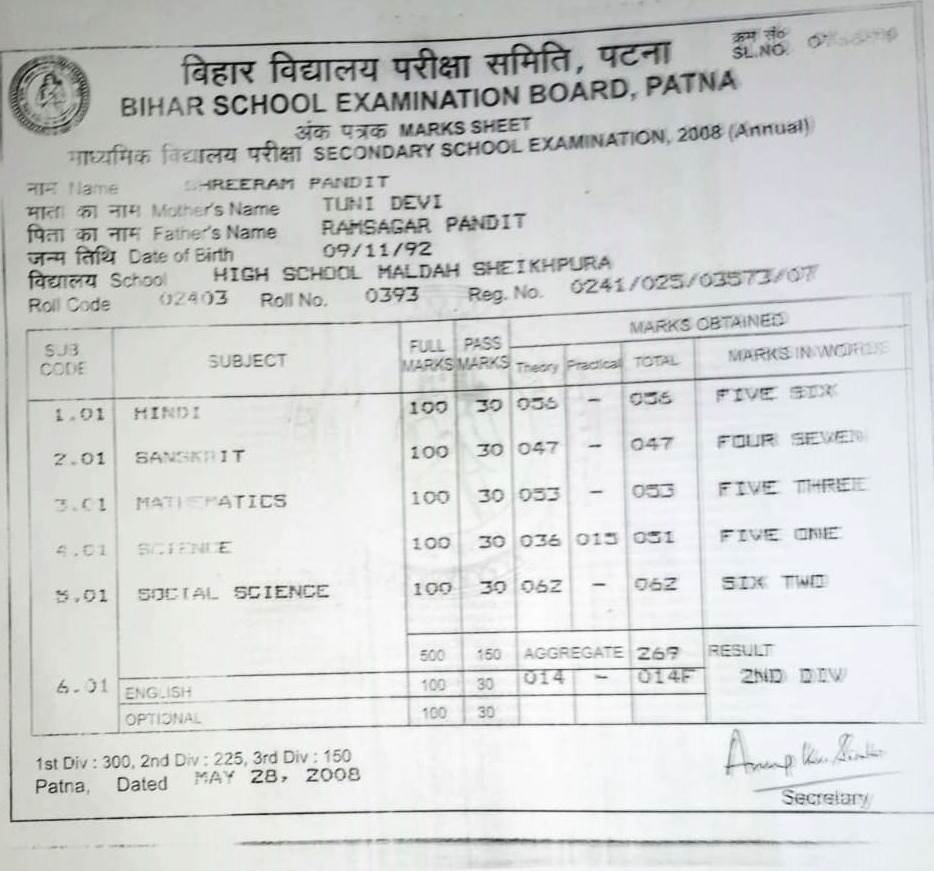 क्रम सं०
SL.NO.
बिहार विद्यालय परीक्षा समिति, पटना
BIHAR SCHOOL EXAMINATION BOARD, PATNA
अंक पत्रक MARKS SHEET
माध्यमिक विद्यालय परीक्षा SECONDARY SCHOOL EXAMINATION, 2008 (Annual)
नाम Name SHREERAM PANDIT
माता का नाम Mother's Name TUNI DEVI
पिता का नाम Father's Name RAMSAGAR PANDIT
जन्म तिथि Date of Birth 09/11/92
विद्यालय School HIGH SCHOOL MALDAH SHEIKHPURA
Roll Code 02403 Roll No. 0393 Reg. No. 0241/025/03573/07
SUB CODE SUBJECT FULL MARKS PASS MARKS MARKS OBTAINED
Theory Practical TOTAL MARKS IN WORDS
1.01 HINDI 100 30 056 - 056 FIVE SIX
2.01 SANSKRIT 100 30 047 - 047 FOUR SEVEN
3.01 MATHEMATICS 100 30 053 - 053 FIVE THREE
4.01 SCIENCE 100 30 036 015 051 FIVE ONE
5.01 SOCIAL SCIENCE 100 30 062 - 062 SIX TWO
500 150 AGGREGATE 269 RESULT
6.01 ENGLISH 100 30 014 - 014F 2ND DIV
OPTIONAL 100 30
1st Div : 300, 2nd Div : 225, 3rd Div : 150
Patna, Dated MAY 28, 2008
Secretary